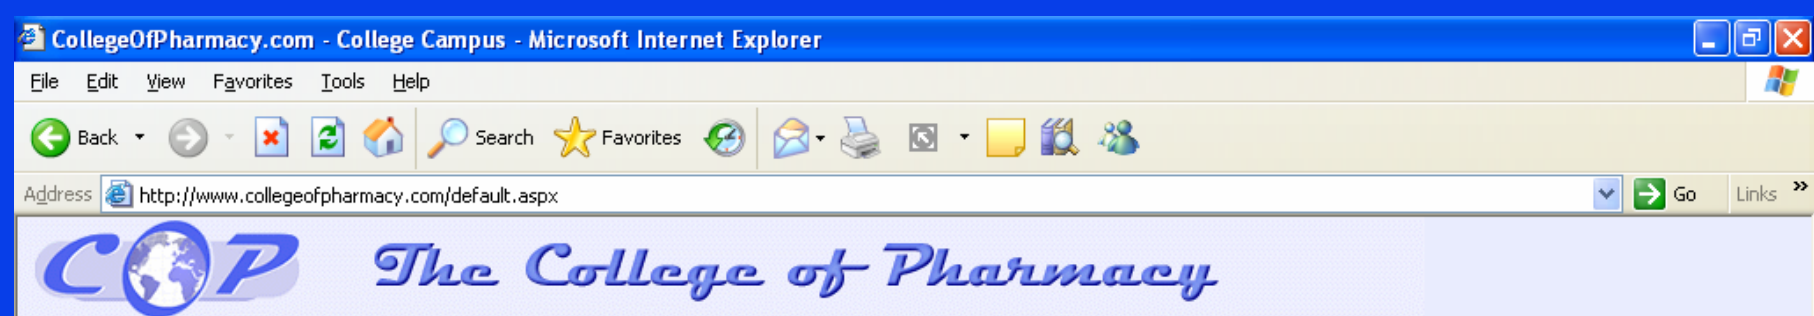 CollegeOfPharmacy.com - College Campus - Microsoft Internet Explorer
File Edit View Favorites Tools Help
Back Search Favorites
Address http://www.collegeofpharmacy.com/default.aspx Go Links »
COP The College of Pharmacy